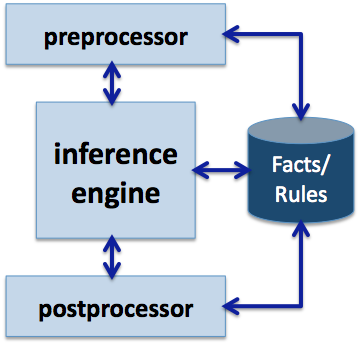 preprocessor
inference
engine
Facts/
Rules
postprocessor